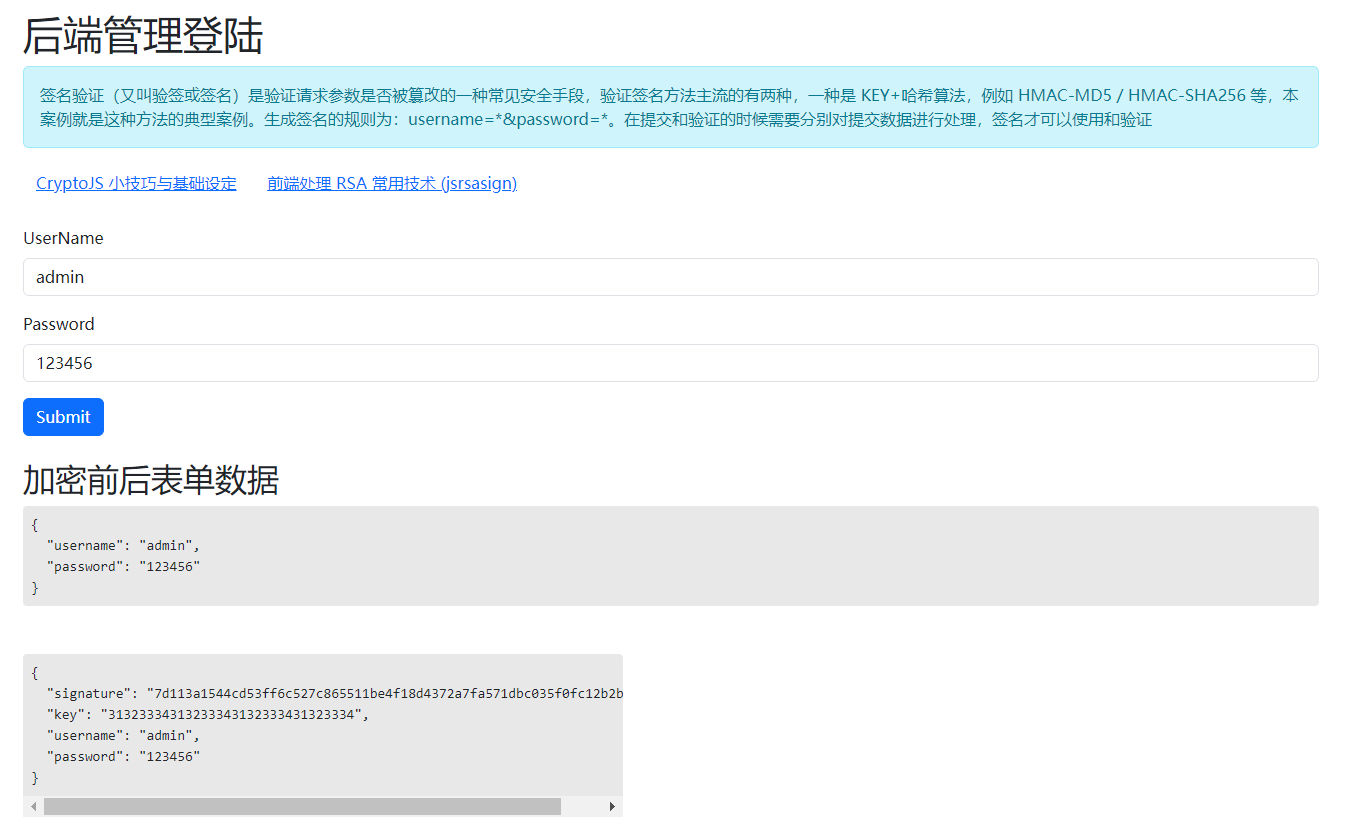 后端管理登陆
签名验证（又叫验签或签名）是验证请求参数是否被篡改的一种常见安全手段，验证签名方法主流的有两种，一种是 KEY+哈希算法，例如 HMAC-MD5 / HMAC-SHA256 等，本
案例就是这种方法的典型案例。生成签名的规则为：username=*&password=*。在提交和验证的时候需要分别对提交数据进行处理，签名才可以使用和验证
CryptoJS 小技巧与基础设定 前端处理 RSA 常用技术 (jsrsasign)
UserName
admin
Password
123456
Submit
加密前后表单数据
{
"username": "admin",
"password": "123456"
}
{
"signature": "7d113a1544cd53ff6c527c865511be4f18d4372a7fa571dbc035f0fc12b2b
"key": "31323334313233343132333431323334",
"username": "admin",
"password": "123456"
}